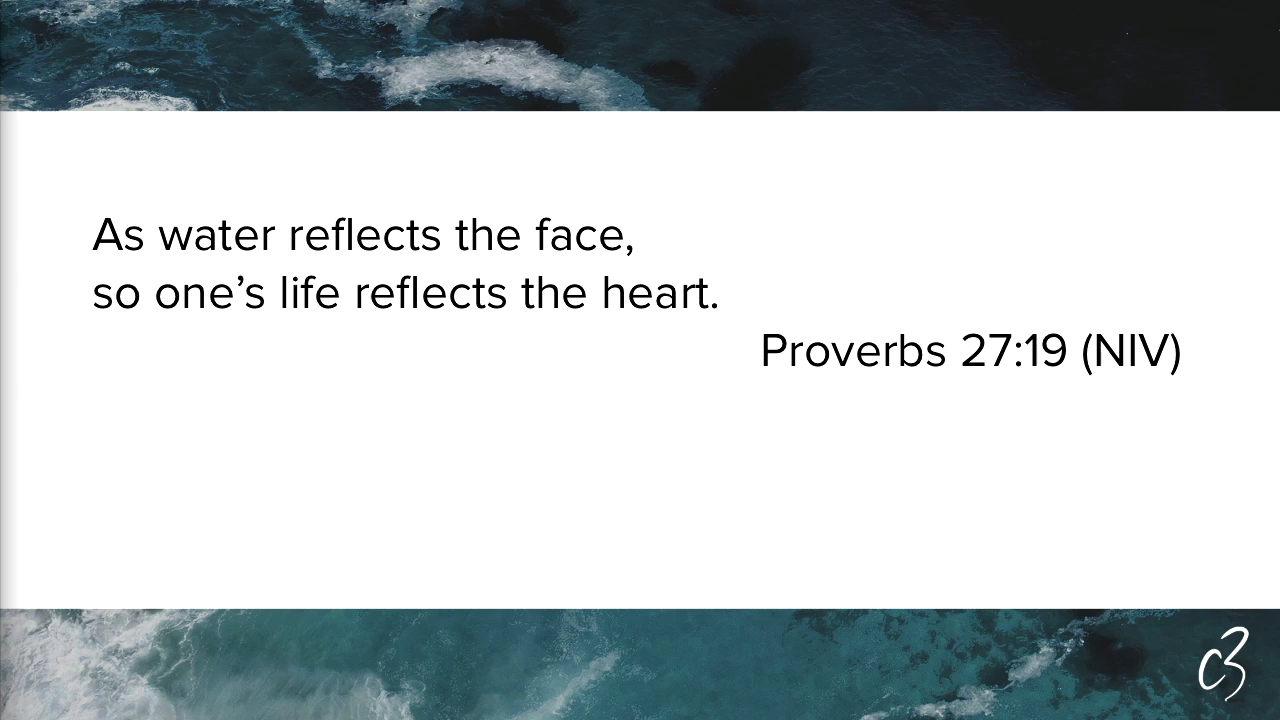 As water reflects the face,
so one’s life reflects the heart.
Proverbs 27:19 (NIV)
c3